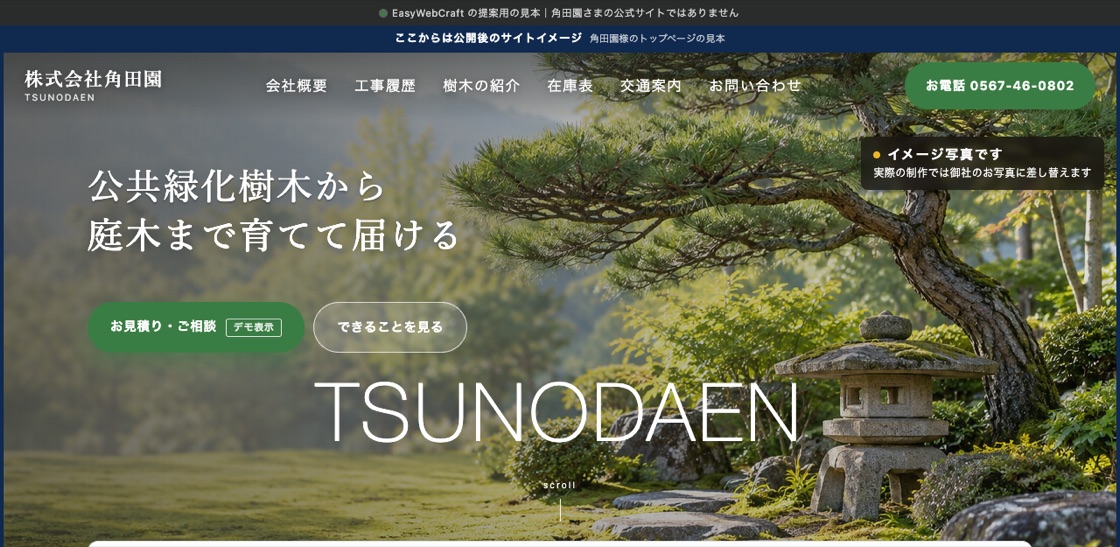 EasyWebCraft の提案用の見本｜角田園さまの公式サイトではありません
ここからは公開後のサイトイメージ 角田園様のトップページの見本
株式会社角田園
TSUNODAEN
会社概要 工事履歴 樹木の紹介 在庫表 交通案内 お問い合わせ
お電話 0567-46-0802
イメージ写真です
実際の制作では御社のお写真に差し替えます
公共緑化樹木から
庭木まで育てて届ける
お見積り・ご相談 デモ表示 できることを見る
TSUNODAEN
scroll